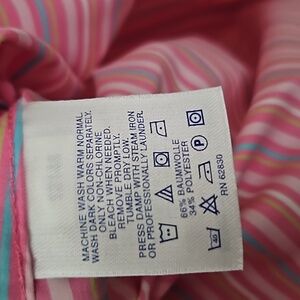 MACHINE WASH WARM NORMAL.
WASH DARK COLORS SEPARATELY.
ONLY NON-CHLORINE
BLEACH WHEN NEEDED.
REMOVE PROMPTLY.
TUMBLE DRY LOW.
PRESS DAMP WITH STEAM IRON
OR PROFESSIONALLY LAUNDER.
P
40
66% BAUMWOLLE
34% POLYESTER
RN 62830